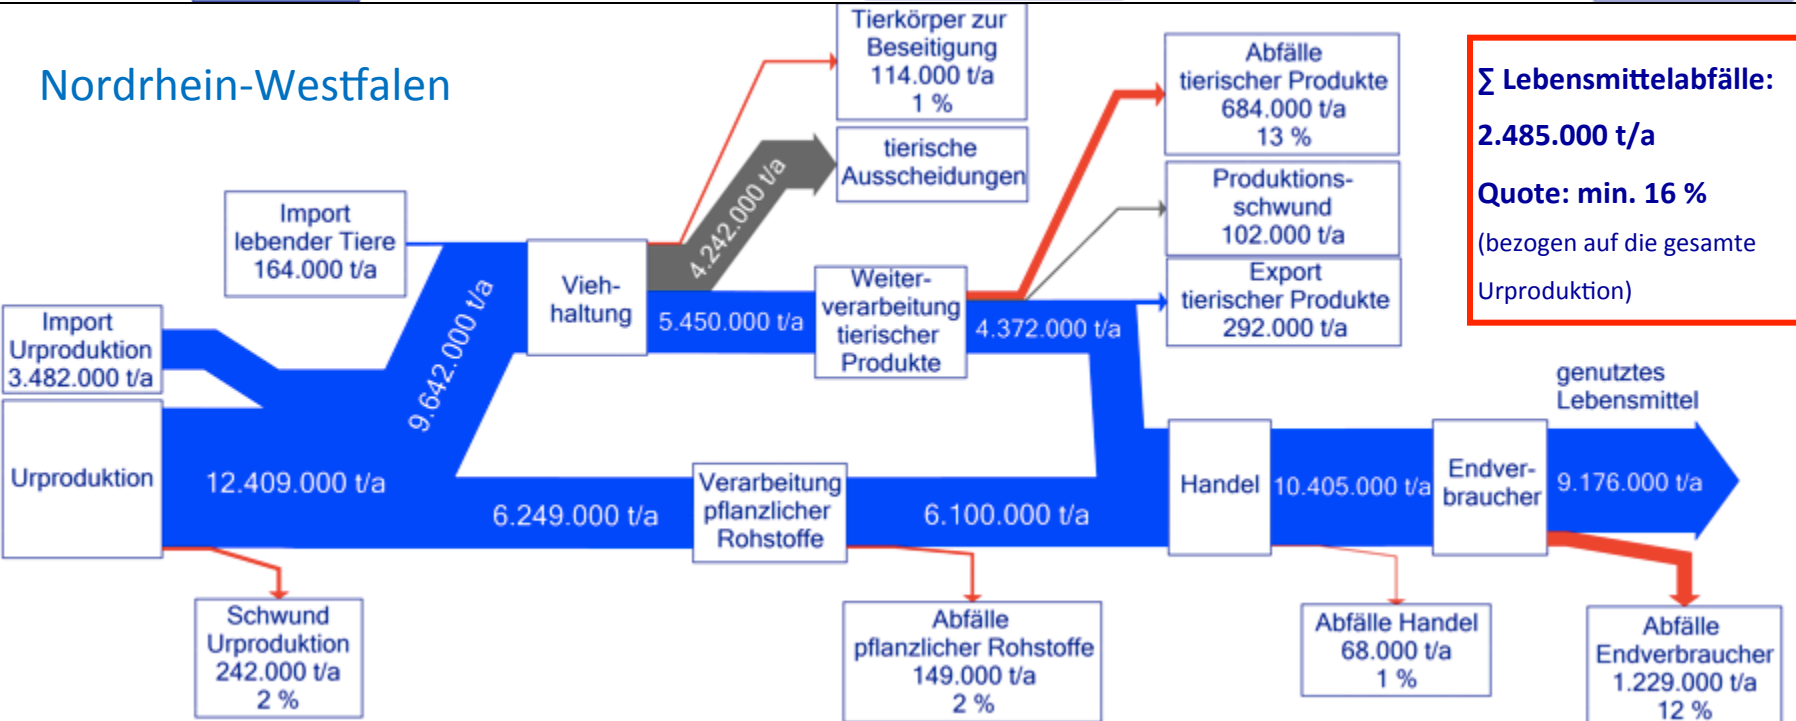 Nordrhein-Westfalen
Tierkörper zur
Beseitigung
114.000 t/a
1 %
tierische
Ausscheidungen
4.242.000 t/a
Abfälle
tierischer Produkte
684.000 t/a
13 %
Produktions-
schwund
102.000 t/a
Export
tierischer Produkte
292.000 t/a
∑ Lebensmittelabfälle:
2.485.000 t/a
Quote: min. 16 %
(bezogen auf die gesamte
Urproduktion)
Import
lebender Tiere
164.000 t/a
Import
Urproduktion
3.482.000 t/a
Urproduktion
12.409.000 t/a
9.642.000 t/a
Vieh-
haltung
5.450.000 t/a
Weiter-
verarbeitung
tierischer
Produkte
4.372.000 t/a
6.249.000 t/a
Verarbeitung
pflanzlicher
Rohstoffe
6.100.000 t/a
Handel
10.405.000 t/a
Endver-
braucher
genutztes
Lebensmittel
9.176.000 t/a
Schwund
Urproduktion
242.000 t/a
2 %
Abfälle
pflanzlicher Rohstoffe
149.000 t/a
2 %
Abfälle Handel
68.000 t/a
1 %
Abfälle
Endverbraucher
1.229.000 t/a
12 %